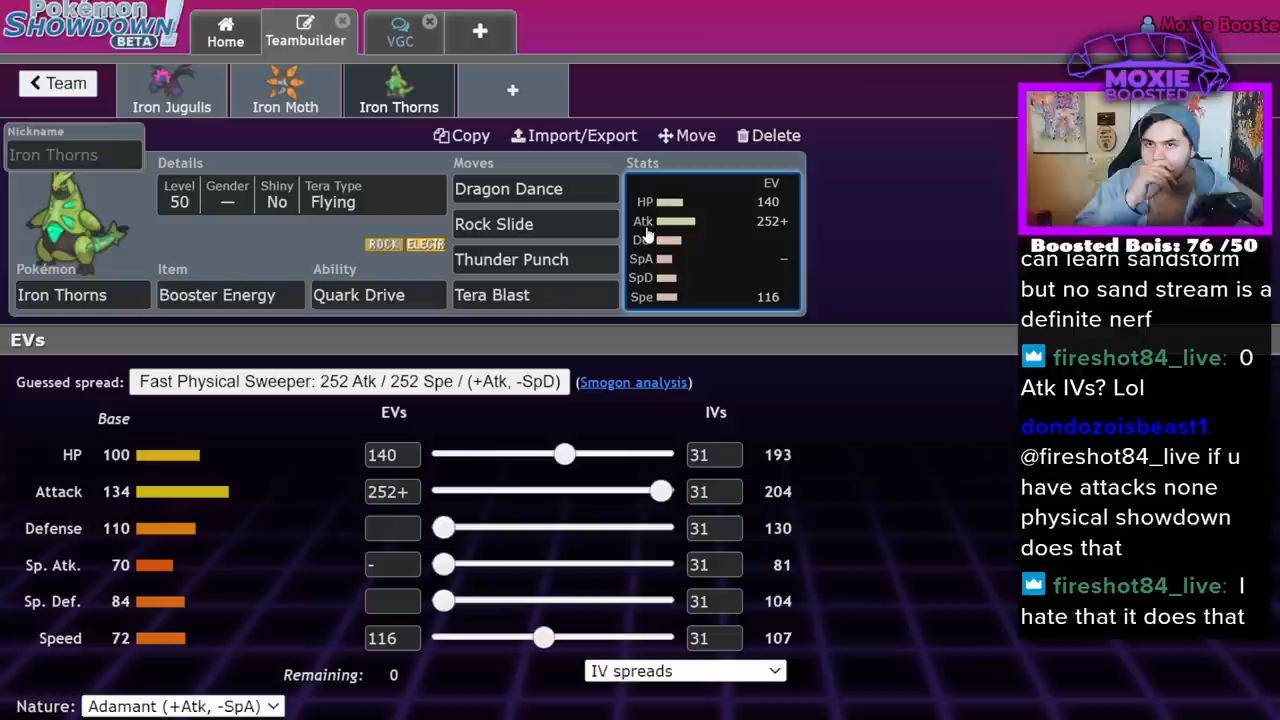 Pokémon
SHOWDOWN!
BETA
Home
Teambuilder
VGC
Moxie Booste
MOXIE
BOOSTED
Team
Iron Jugulis
Iron Moth
Iron Thorns
Copy
Import/Export
Move
Delete
Nickname
Iron Thorns
Details
Level
50
Gender
—
Shiny
No
Tera Type
Flying
ROCK ELECTR
Pokémon
Iron Thorns
Item
Booster Energy
Ability
Quark Drive
Moves
Dragon Dance
Rock Slide
Thunder Punch
Tera Blast
Stats
EV
HP 140
Atk 252+
SpA –
SpD
Spe 116
Boosted Bois: 76 /50
can learn sandstorm
but no sand stream is a
definite nerf
fireshot84_live: 0
Atk IVs? Lol
dondozoisbeast1:
@fireshot84_live if u
have attacks none
physical showdown
does that
fireshot84_live: I
hate that it does that
EVs
Guessed spread: Fast Physical Sweeper: 252 Atk / 252 Spe / (+Atk, -SpD) (Smogon analysis)
Base EVs IVs
HP 100 140 31 193
Attack 134 252+ 31 204
Defense 110 31 130
Sp. Atk. 70 - 31 81
Sp. Def. 84 31 104
Speed 72 116 31 107
Remaining: 0 IV spreads
Nature: Adamant (+Atk, -SpA)